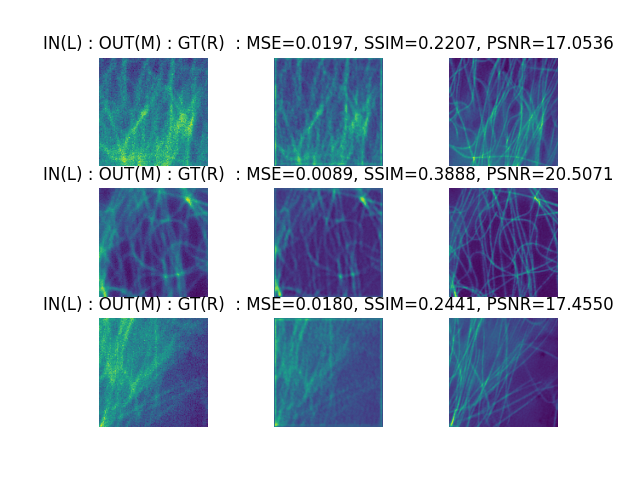 IN(L) : OUT(M) : GT(R)  : MSE=0.0197, SSIM=0.2207, PSNR=17.0536
IN(L) : OUT(M) : GT(R)  : MSE=0.0089, SSIM=0.3888, PSNR=20.5071
IN(L) : OUT(M) : GT(R)  : MSE=0.0180, SSIM=0.2441, PSNR=17.4550